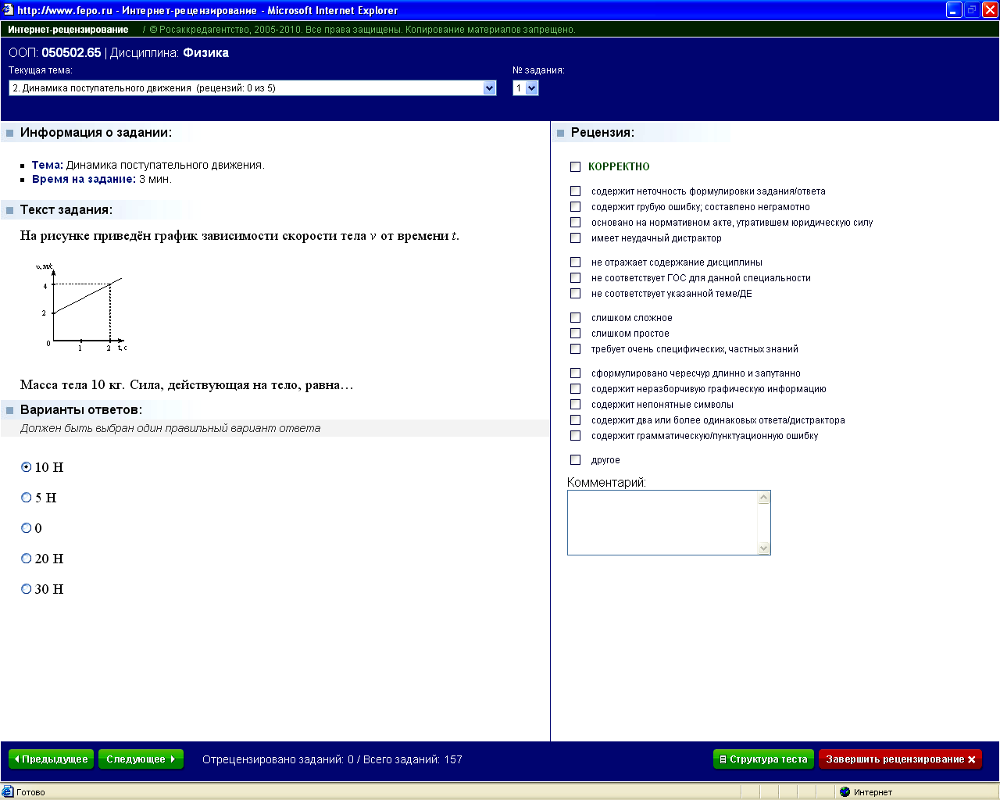 http://www.fepo.ru - Интернет-рецензирование - Microsoft Internet Explorer
Интернет-рецензирование / © Росаккредагентство, 2005-2010. Все права защищены. Копирование материалов запрещено.
ООП: 050502.65 | Дисциплина: Физика
Текущая тема:
№ задания:
2. Динамика поступательного движения (рецензий: 0 из 5)
1
Информация о задании:
Тема: Динамика поступательного движения.
Время на задание: 3 мин.
Текст задания:
На рисунке приведён график зависимости скорости тела v от времени t.
υ, м/с
4
2
0
1
2
t, c
Масса тела 10 кг. Сила, действующая на тело, равна…
Варианты ответов:
Должен быть выбран один правильный вариант ответа
10 Н
5 Н
0
20 Н
30 Н
Рецензия:
КОРРЕКТНО
содержит неточность формулировки задания/ответа
содержит грубую ошибку; составлено неграмотно
основано на нормативном акте, утратившем юридическую силу
имеет неудачный дистрактор
не отражает содержание дисциплины
не соответствует ГОС для данной специальности
не соответствует указанной теме/ДЕ
слишком сложное
слишком простое
требует очень специфических, частных знаний
сформулировано чересчур длинно и запутанно
содержит неразборчивую графическую информацию
содержит непонятные символы
содержит два или более одинаковых ответа/дистрактора
содержит грамматическую/пунктуационную ошибку
другое
Комментарий:
Предыдущее
Следующее
Отрецензировано заданий: 0 / Всего заданий: 157
Структура теста
Завершить рецензирование
Готово
Интернет